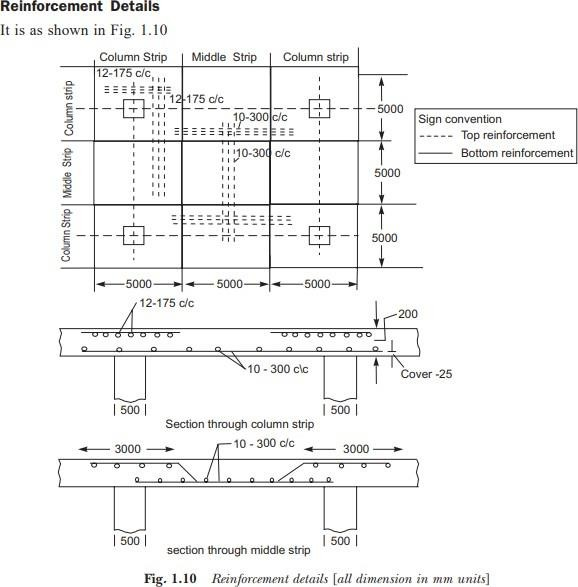 Reinforcement Details
It is as shown in Fig. 1.10
Column Strip Middle Strip Column strip
12-175 c/c
12-175 c/c
10-300 c/c
10-300 c/c
Column strip
Middle Strip
Column Strip
5000
5000
5000
Sign convention
Top reinforcement
Bottom reinforcement
5000 5000 5000
12-175 c/c
200
10 - 300 c\c
Cover -25
500 500
Section through column strip
3000 10 - 300 c/c 3000
500 500
section through middle strip
Fig. 1.10 Reinforcement details [all dimension in mm units]